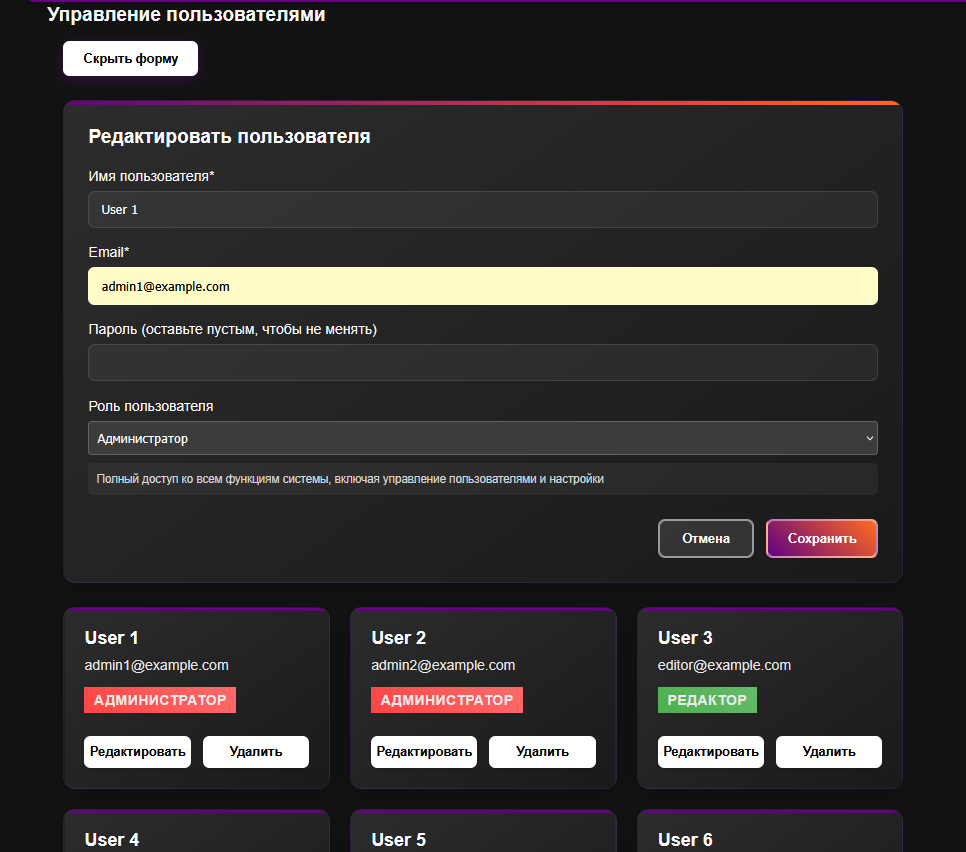 Управление пользователями
Скрыть форму
Редактировать пользователя
Имя пользователя*
User 1
Email*
admin1@example.com
Пароль (оставьте пустым, чтобы не менять)
Роль пользователя
Администратор
Полный доступ ко всем функциям системы, включая управление пользователями и настройки
Отмена Сохранить
User 1 User 2 User 3
admin1@example.com admin2@example.com editor@example.com
АДМИНИСТРАТОР АДМИНИСТРАТОР РЕДАКТОР
Редактировать Удалить Редактировать Удалить Редактировать Удалить
User 4 User 5 User 6